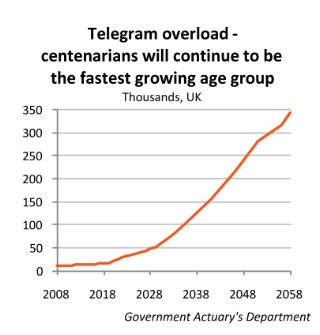 Telegram overload -
centenarians will continue to be
the fastest growing age group
Thousands, UK
350
300
250
200
150
100
50
0
2008 2018 2028 2038 2048 2058
Government Actuary's Department